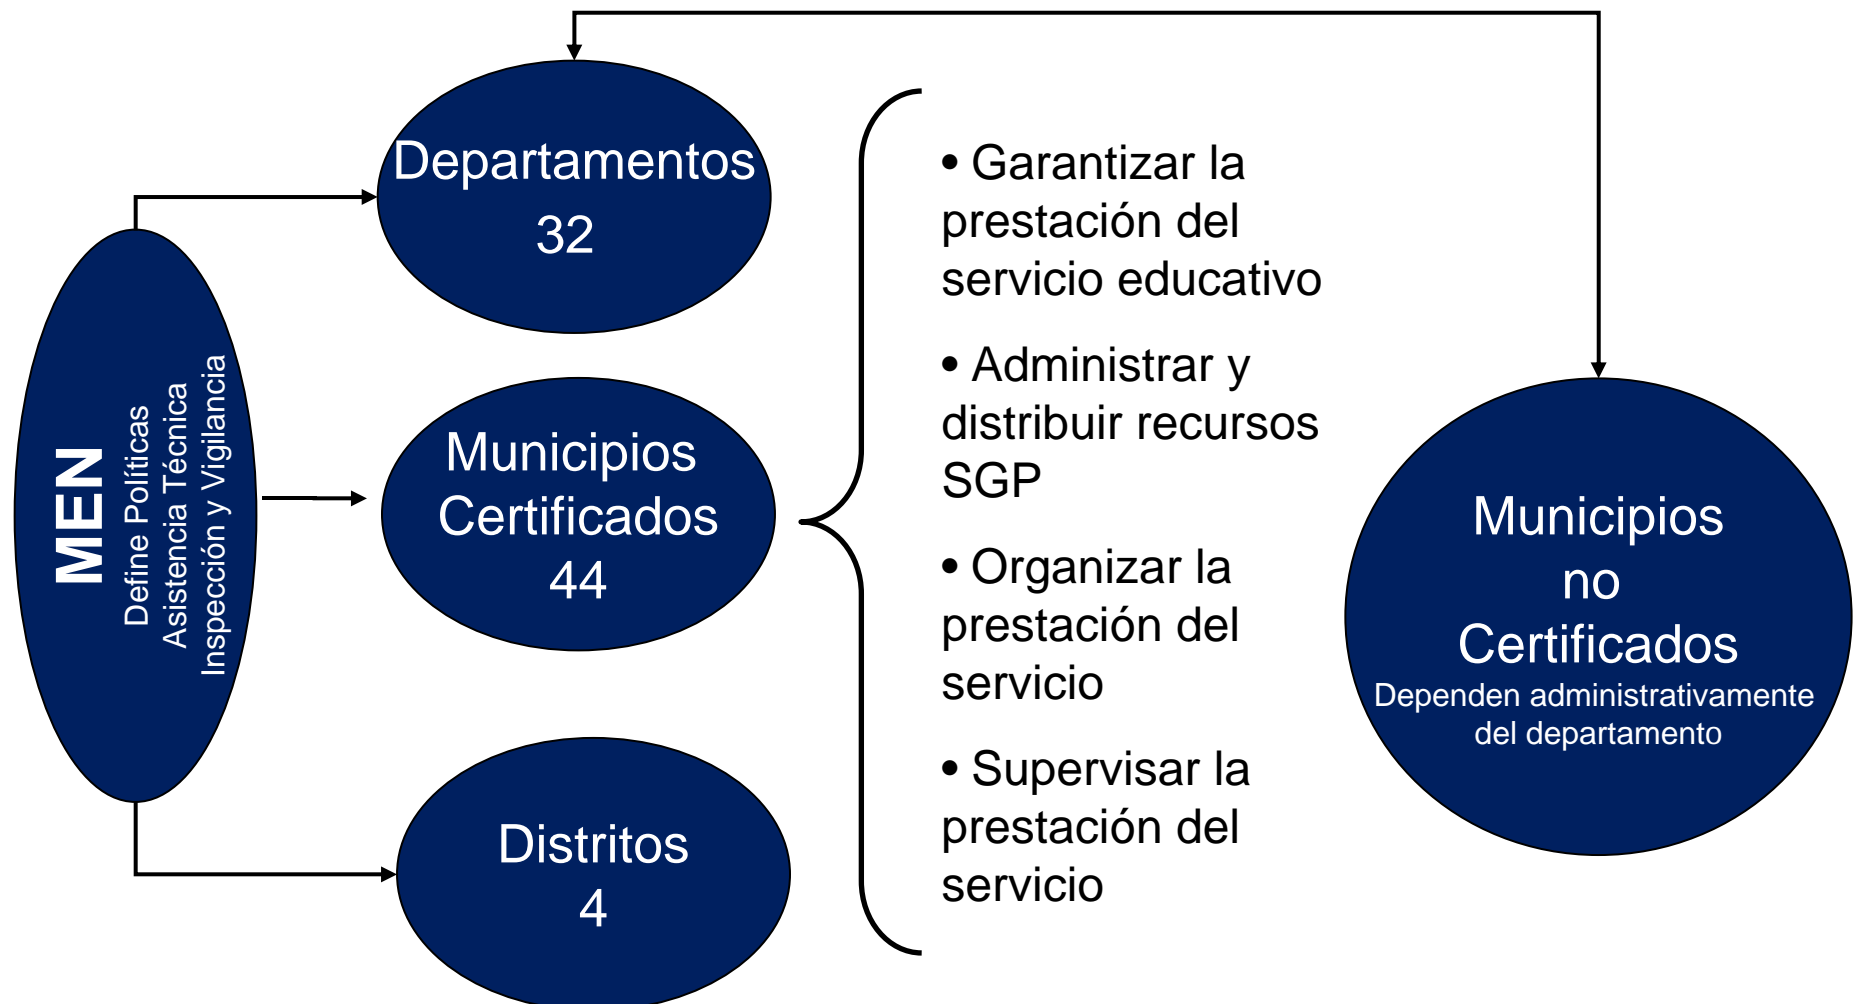 MEN
Define Políticas
Asistencia Técnica
Inspección y Vigilancia
Departamentos
32
Municipios
Certificados
44
Distritos
4
• Garantizar la
prestación del
servicio educativo
• Administrar y
distribuir recursos
SGP
• Organizar la
prestación del
servicio
• Supervisar la
prestación del
servicio
Municipios
no
Certificados
Dependen administrativamente
del departamento